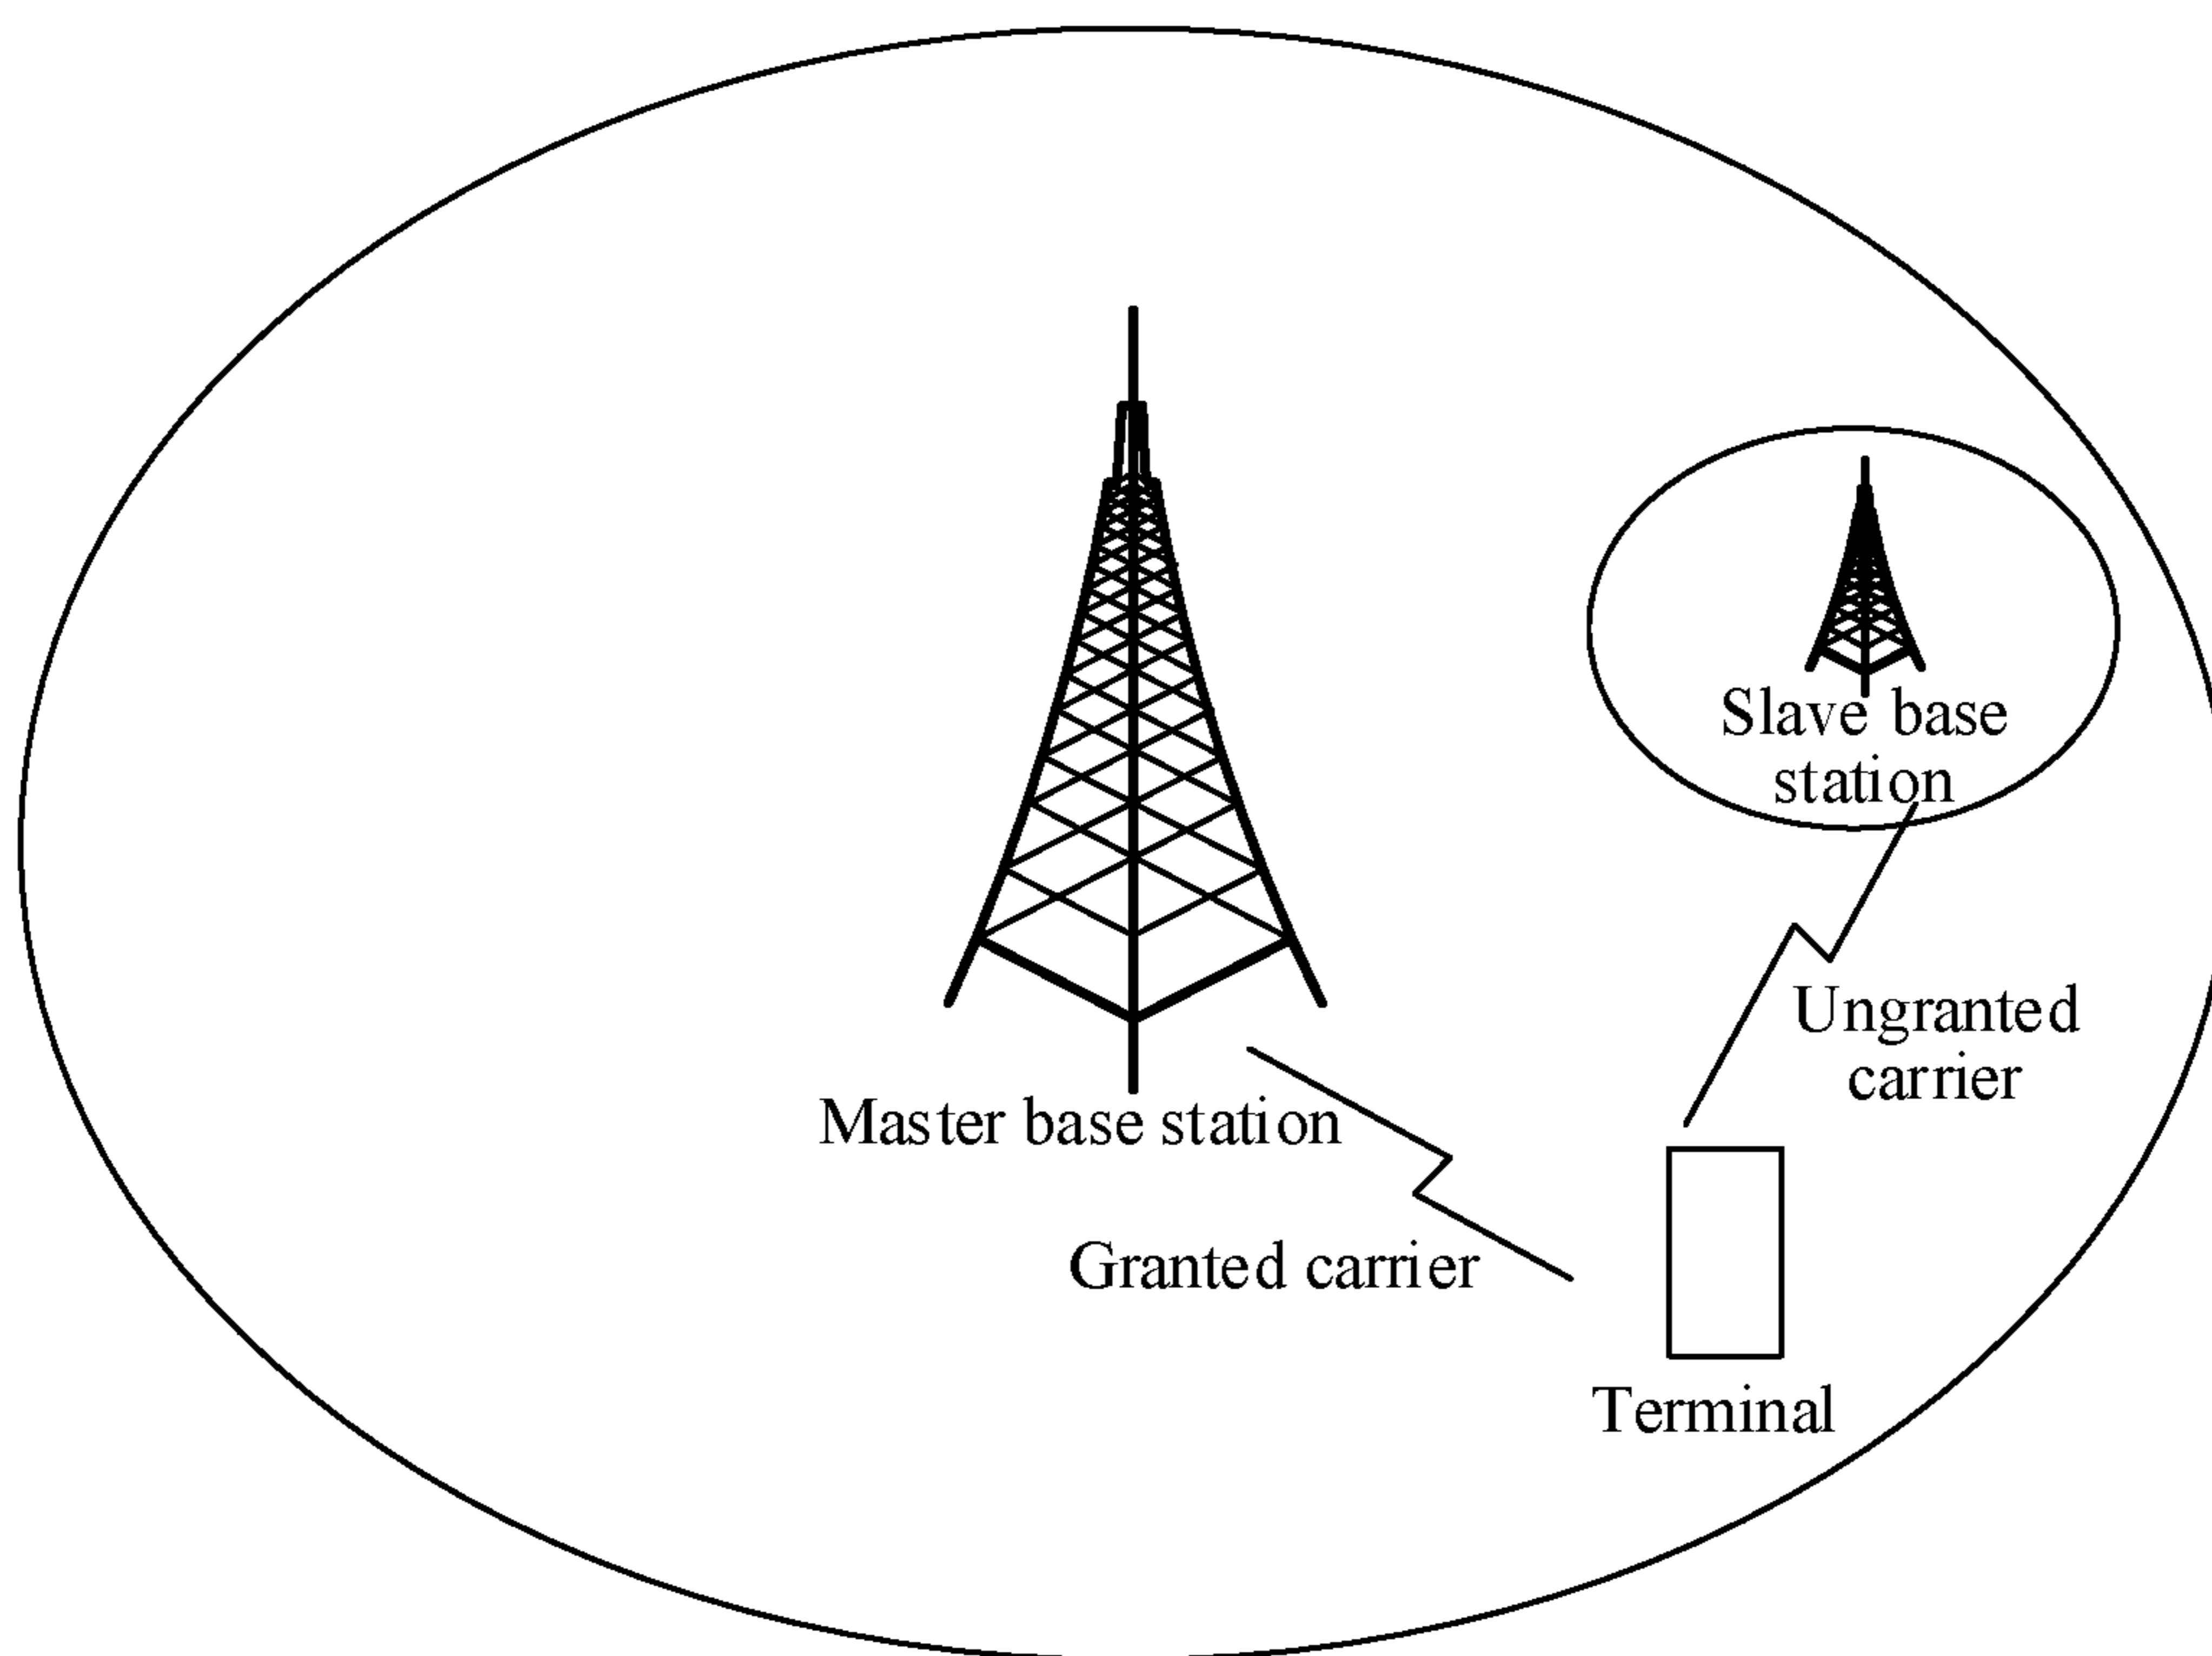 Slave base
station
Ungranted
carrier
Master base station
Granted carrier
Terminal